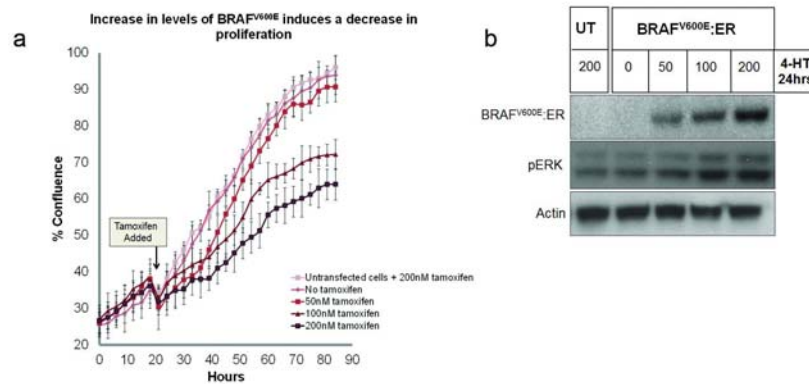 a
Increase in levels of BRAFV600E induces a decrease in
proliferation
100
90
80
70
60
50
40
30
20
% Confluence
Tamoxifen
Added
Untransfected cells + 200nM tamoxifen
No tamoxifen
50nM tamoxifen
100nM tamoxifen
200nM tamoxifen
0 10 20 30 40 50 60 70 80 90
Hours
b
UT BRAFV600E:ER
200 0 50 100 200 4-HT
24hrs
BRAFV600E:ER
pERK
Actin